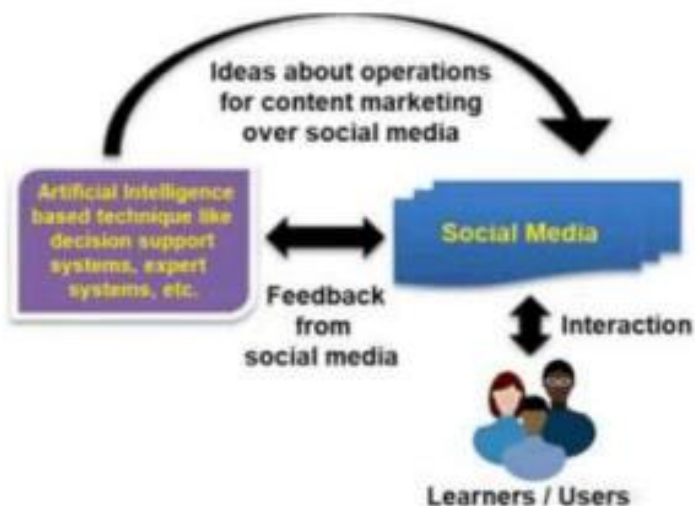 Ideas about operations
for content marketing
over social media
Artificial Intelligence
based technique like
decision support
systems, expert
systems, etc.
Social Media
Feedback
from
social media
Interaction
Learners / Users